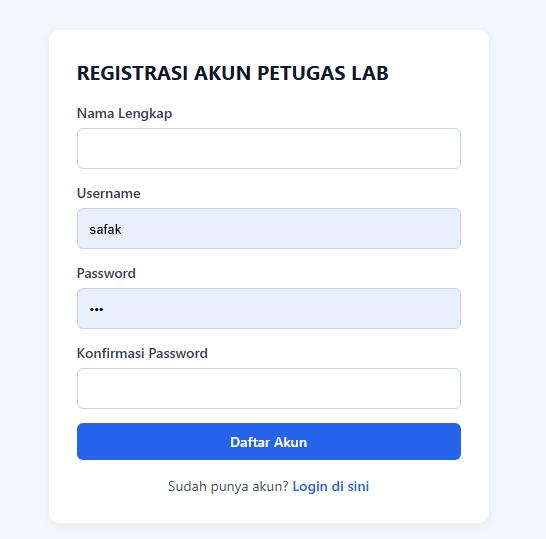 REGISTRASI AKUN PETUGAS LAB
Nama Lengkap
Username
safak
Password
•••
Konfirmasi Password
Daftar Akun
Sudah punya akun? Login di sini